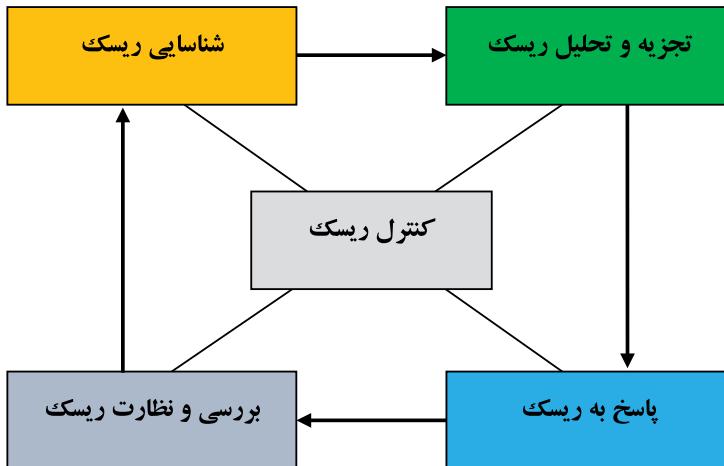 شناسایی ریسک
تجزیه و تحلیل ریسک
کنترل ریسک
بررسی و نظارت ریسک
پاسخ به ریسک